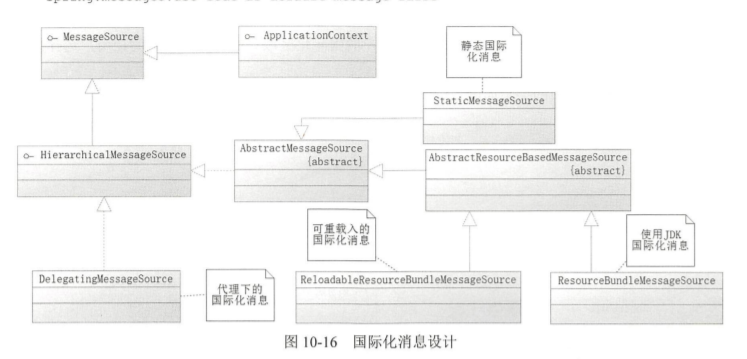 MessageSource
ApplicationContext
静态国际
化消息
StaticMessageSource
HierarchicalMessageSource
AbstractMessageSource
{abstract}
AbstractResourceBasedMessageSource
{abstract}
可重载入的
国际化消息
使用JDK
国际化消息
DelegatingMessageSource
代理下的
国际化消息
ReloadableResourceBundleMessageSource
ResourceBundleMessageSource
图 10-16 国际化消息设计